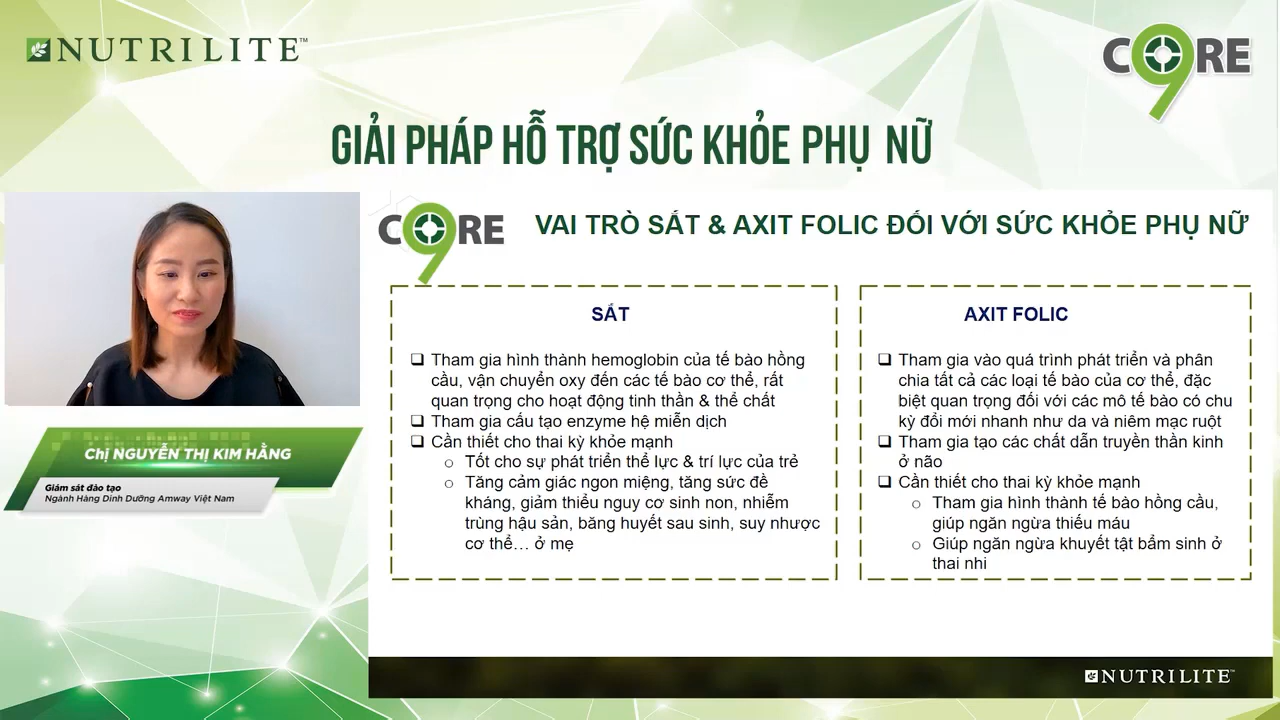 NUTRILITE™
CORE 9
GIẢI PHÁP HỖ TRỢ SỨC KHỎE PHỤ NỮ
CORE 9
VAI TRÒ SẮT & AXIT FOLIC ĐỐI VỚI SỨC KHỎE PHỤ NỮ
SẮT
❑ Tham gia hình thành hemoglobin của tế bào hồng
cầu, vận chuyển oxy đến các tế bào cơ thể, rất
quan trọng cho hoạt động tinh thần & thể chất
❑ Tham gia cấu tạo enzyme hệ miễn dịch
❑ Cần thiết cho thai kỳ khỏe mạnh
o Tốt cho sự phát triển thể lực & trí lực của trẻ
o Tăng cảm giác ngon miệng, tăng sức đề
kháng, giảm thiểu nguy cơ sinh non, nhiễm
trùng hậu sản, băng huyết sau sinh, suy nhược
cơ thể… ở mẹ
AXIT FOLIC
❑ Tham gia vào quá trình phát triển và phân
chia tất cả các loại tế bào của cơ thể, đặc
biệt quan trọng đối với các mô tế bào có chu
kỳ đổi mới nhanh như da và niêm mạc ruột
❑ Tham gia tạo các chất dẫn truyền thần kinh
ở não
❑ Cần thiết cho thai kỳ khỏe mạnh
o Tham gia hình thành tế bào hồng cầu,
giúp ngăn ngừa thiếu máu
o Giúp ngăn ngừa khuyết tật bẩm sinh ở
thai nhi
Chị NGUYỄN THỊ KIM HẰNG
Giám sát đào tạo
Ngành Hàng Dinh Dưỡng Amway Việt Nam
NUTRILITE™